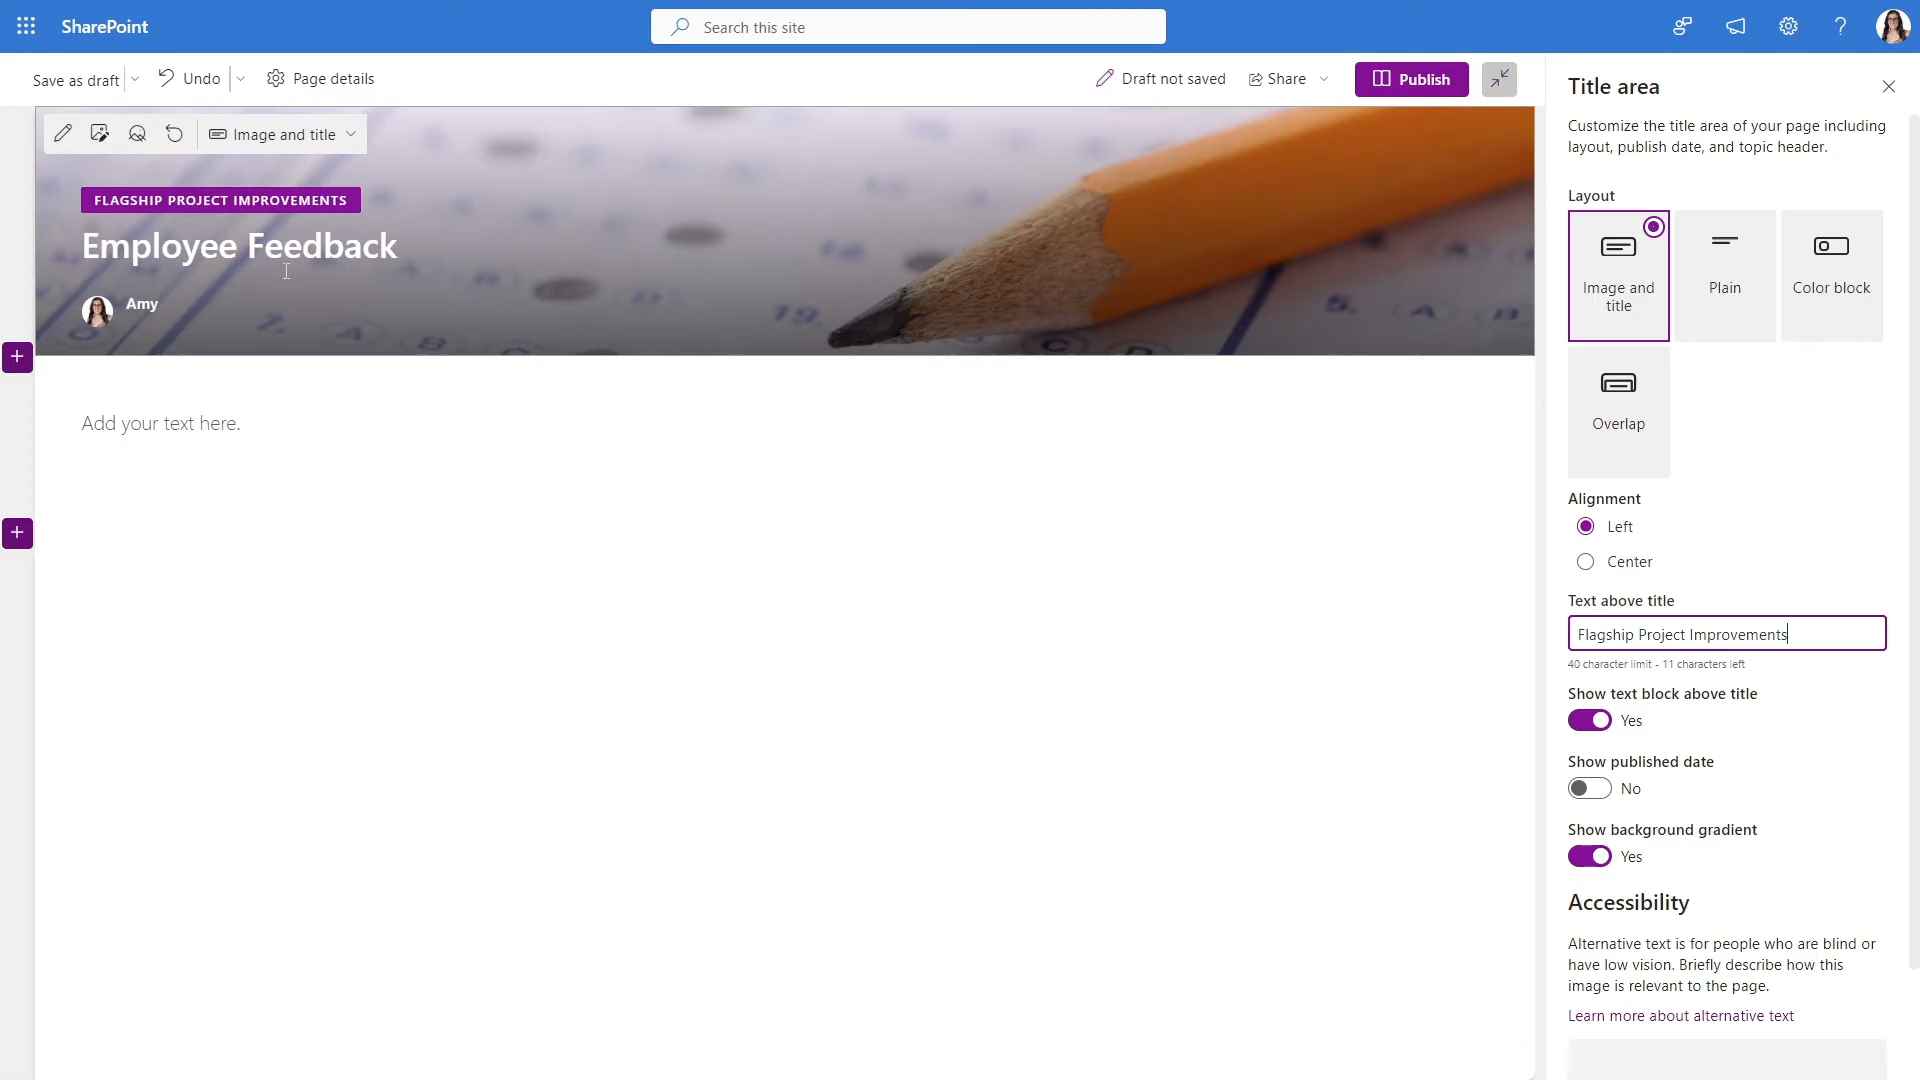 SharePoint
Search this site
Save as draft
Undo
Page details
Draft not saved
Share
Publish
Image and title
FLAGSHIP PROJECT IMPROVEMENTS
Employee Feedback
Amy
Add your text here.
Title area
Customize the title area of your page including
layout, publish date, and topic header.
Layout
Image and
title
Plain
Color block
Overlap
Alignment
Left
Center
Text above title
Flagship Project Improvements
40 character limit - 11 characters left
Show text block above title
Yes
Show published date
No
Show background gradient
Yes
Accessibility
Alternative text is for people who are blind or
have low vision. Briefly describe how this
image is relevant to the page.
Learn more about alternative text